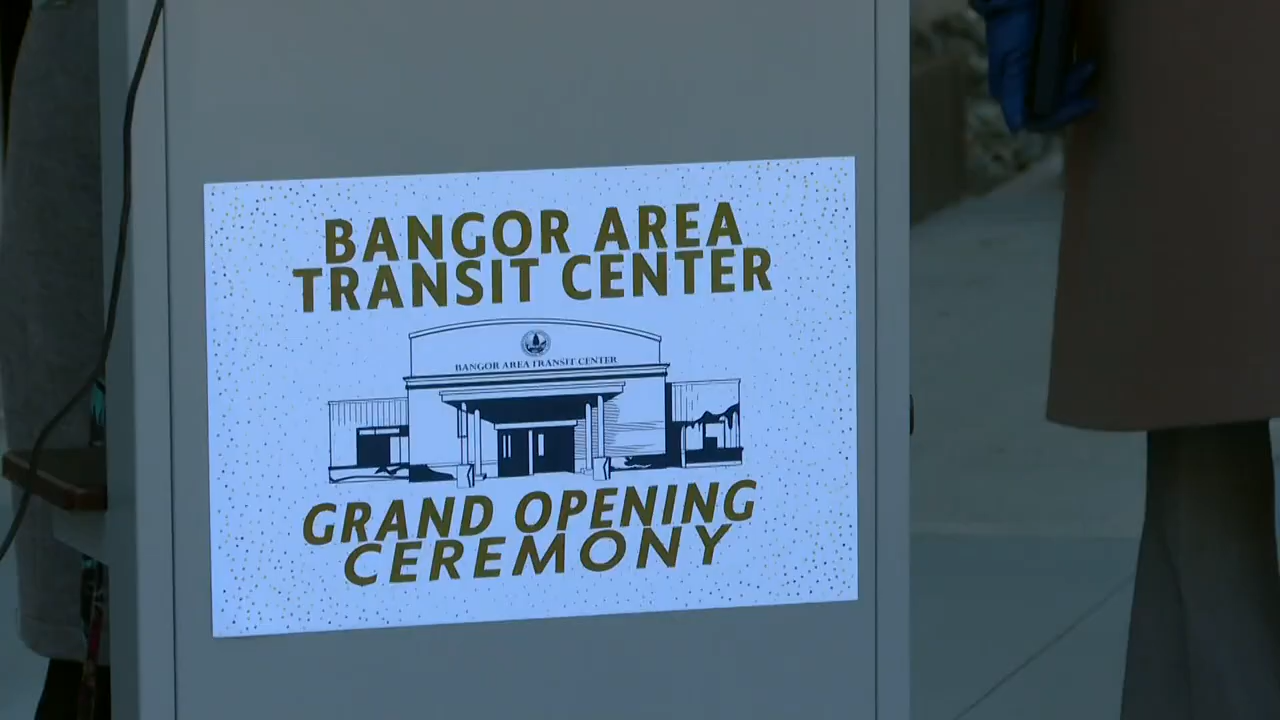 BANGOR AREA
TRANSIT CENTER
BANGOR AREA TRANSIT CENTER
GRAND OPENING
CEREMONY